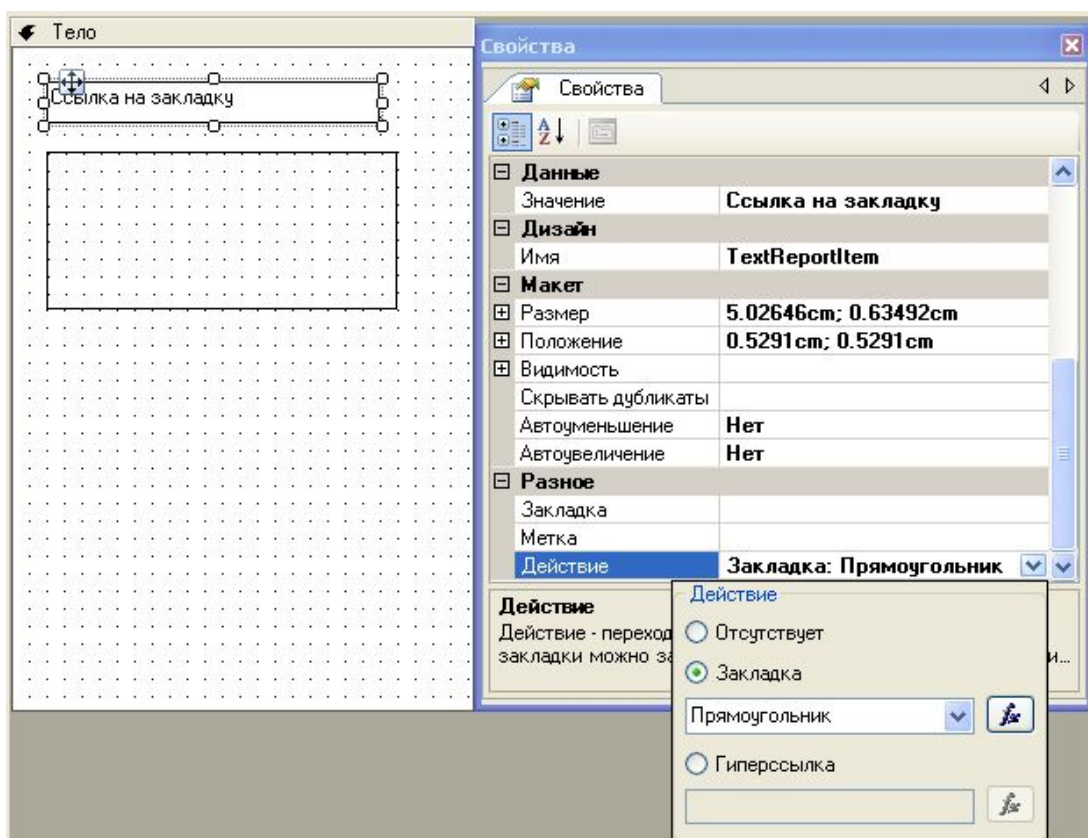 Тело
Ссылка на закладку
Свойства
Свойства
Данные
Значение Ссылка на закладку
Дизайн
Имя TextReportItem
Макет
Размер 5.02646cm; 0.63492cm
Положение 0.5291cm; 0.5291cm
Видимость
Скрывать дубликаты
Автоуменьшение Нет
Автоувеличение Нет
Разное
Закладка
Метка
Действие Закладка: Прямоугольник
Действие
Действие - переход
закладки можно за
и...
Действие
Отсутствует
Закладка
Прямоугольник
Гиперссылка